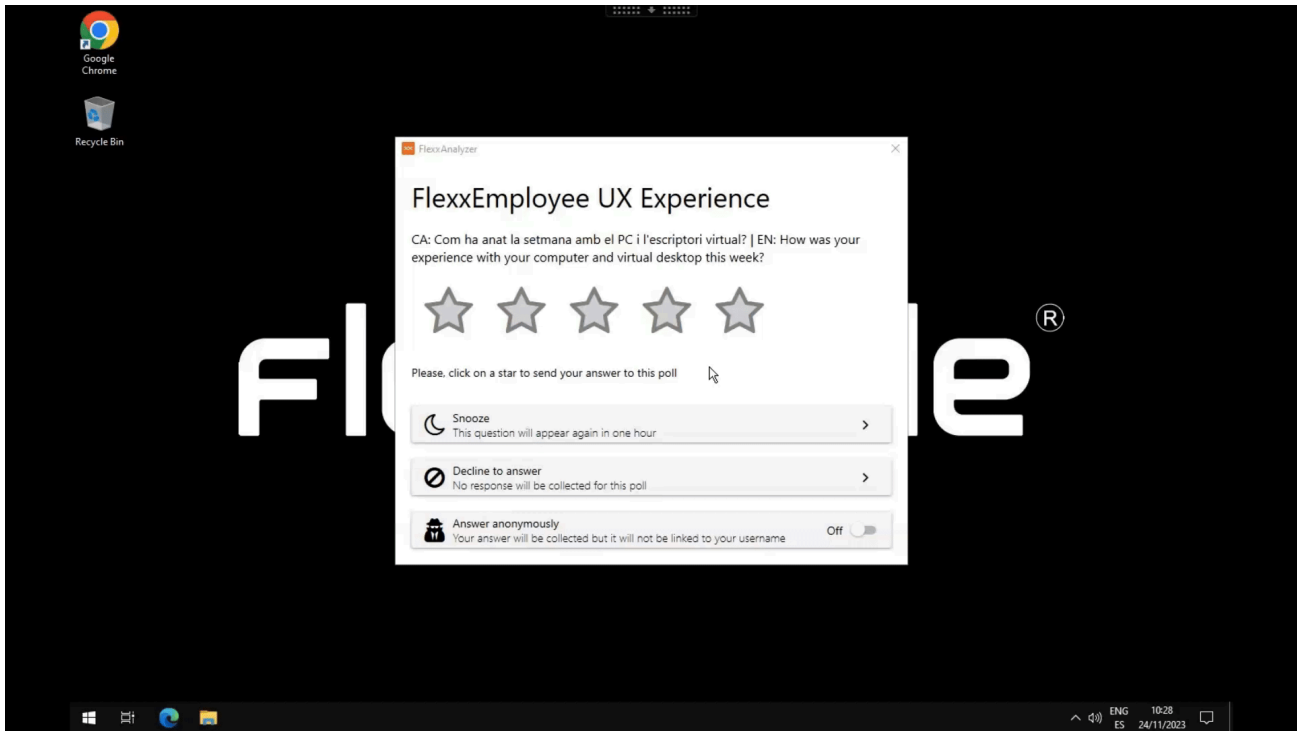 Google
Chrome
Recycle Bin
FlexxAnalyzer
FlexxEmployee UX Experience
CA: Com ha anat la setmana amb el PC i l'escriptori virtual? | EN: How was your
experience with your computer and virtual desktop this week?
®
Please, click on a star to send your answer to this poll
Snooze
This question will appear again in one hour
Decline to answer
No response will be collected for this poll
Answer anonymously
Your answer will be collected but it will not be linked to your username
Off
ENG
ES
10:28
24/11/2023